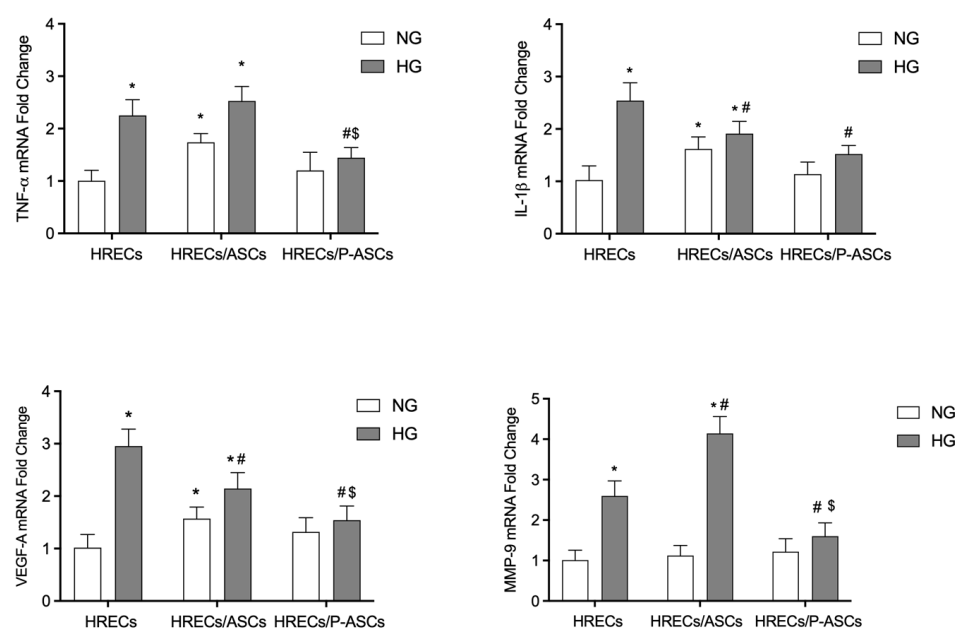 TNF-α mRNA Fold Change
4
3
2
1
0
*
*
*
#$
NG
HG
HRECs
HRECs/ASCs
HRECs/P-ASCs
IL-1β mRNA Fold Change
4
3
2
1
0
*
*
*#
#
NG
HG
HRECs
HRECs/ASCs
HRECs/P-ASCs
VEGF-A mRNA Fold Change
4
3
2
1
0
*
*
*#
#$
NG
HG
HRECs
HRECs/ASCs
HRECs/P-ASCs
MMP-9 mRNA Fold Change
5
4
3
2
1
0
*
*#
# $
NG
HG
HRECs
HRECs/ASCs
HRECs/P-ASCs